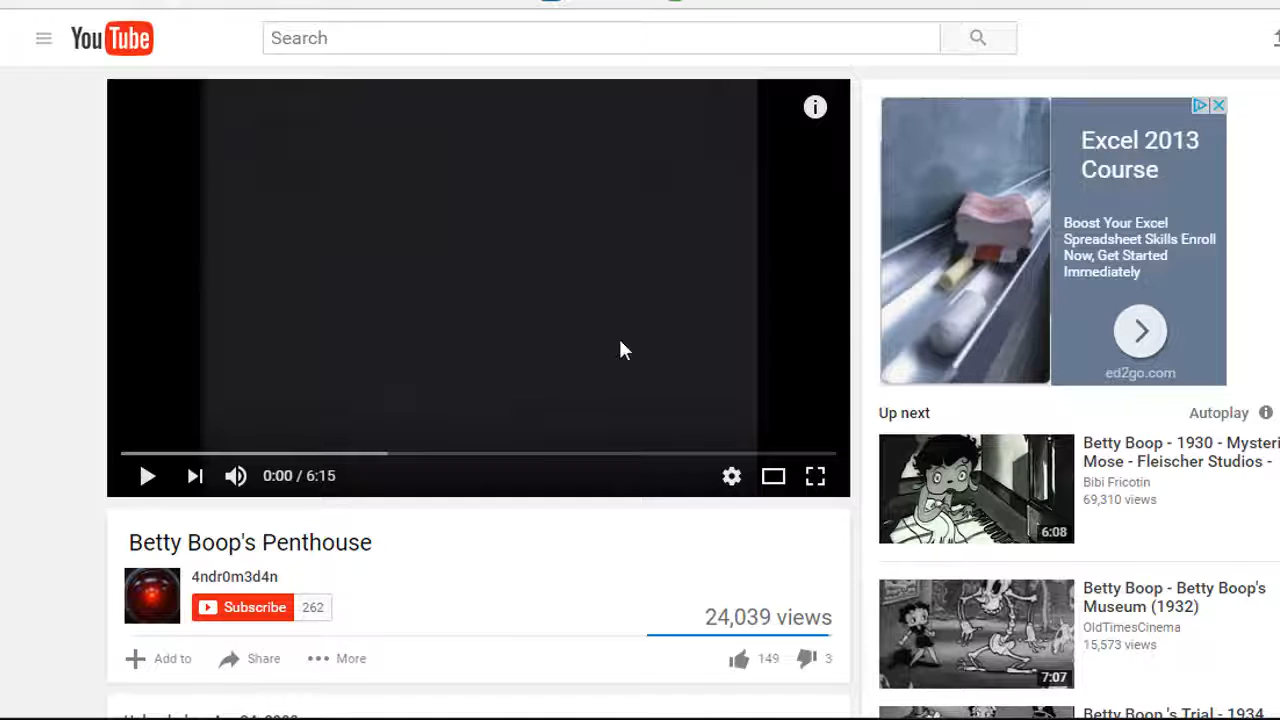 YouTube
Search
Excel 2013
Course
Boost Your Excel
Spreadsheet Skills Enroll
Now, Get Started
Immediately
ed2go.com
0:00 / 6:15
Betty Boop's Penthouse
4ndr0m3d4n
Subscribe 262
24,039 views
Add to Share More 149 3
Up next Autoplay
Betty Boop - 1930 - Mysteri
Mose - Fleischer Studios -
Bibi Fricotin
69,310 views
6:08
Betty Boop - Betty Boop's
Museum (1932)
OldTimesCinema
15,573 views
7:07
Betty Boop 's Trial - 1934